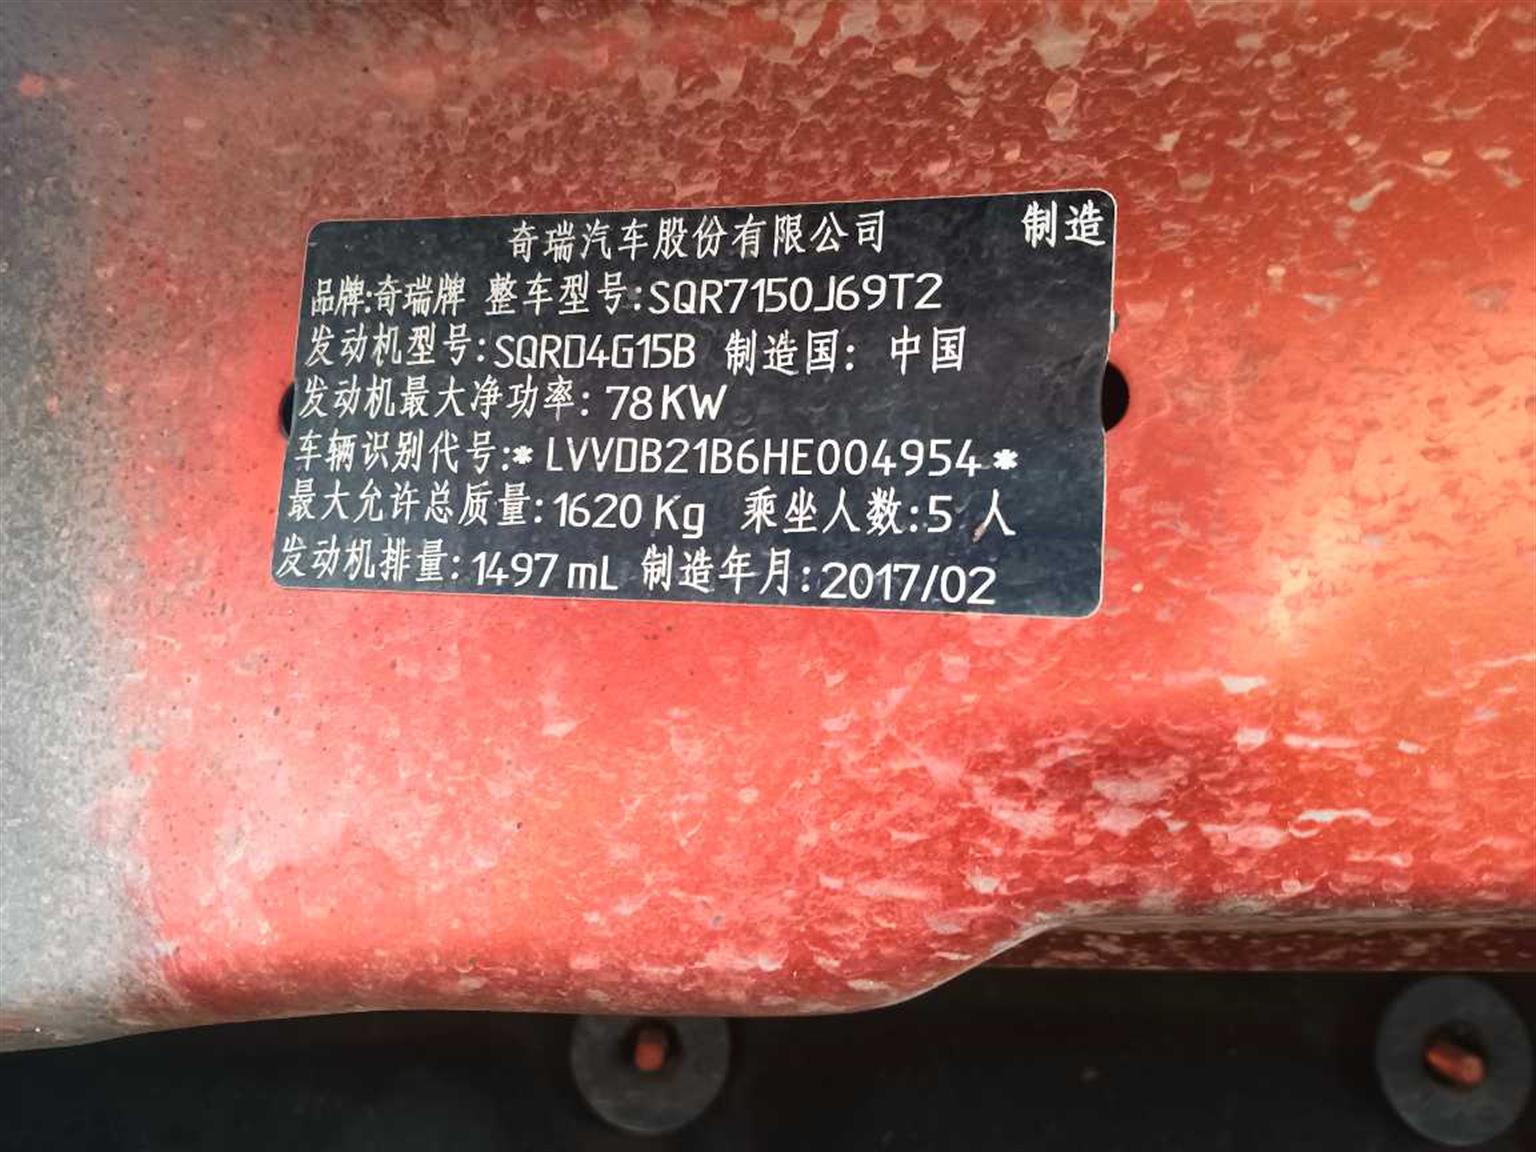 奇瑞汽车股份有限公司 制造
品牌:奇瑞牌 整车型号:SQR7150J69T2
发动机型号:SQRD4G15B 制造国: 中国
发动机最大净功率: 78KW
车辆识别代号:* LVVDB21B6HE004954 *
最大允许总质量:1620 Kg 乘坐人数:5 人
发动机排量:1497 mL 制造年月:2017/02